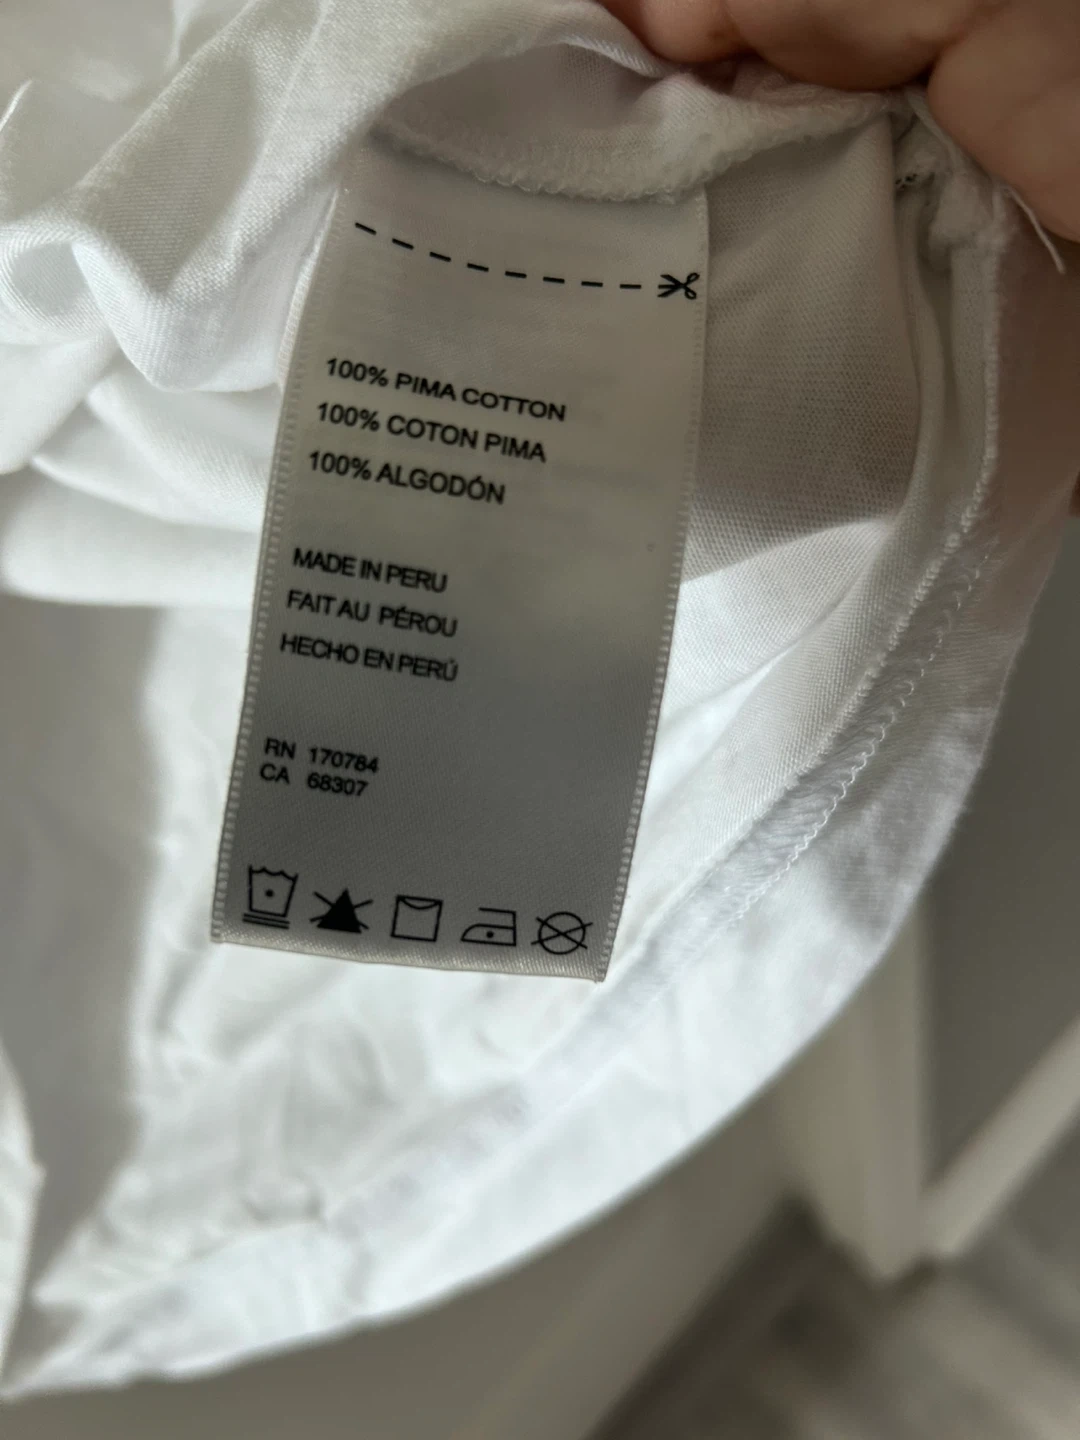 100% PIMA COTTON
100% COTON PIMA
100% ALGODÓN
MADE IN PERU
FAIT AU PÉROU
HECHO EN PERÚ
RN 170784
CA 68307